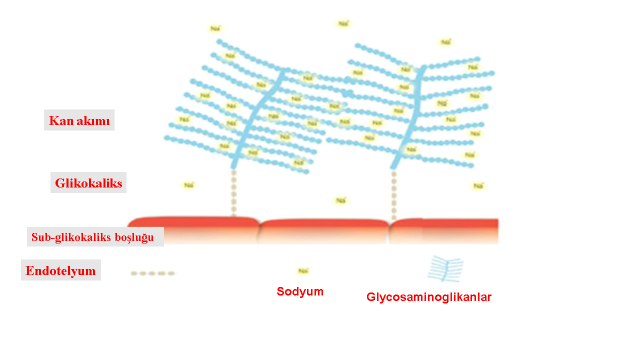 Kan akımı
Glikokaliks
Sub-glikokaliks boşluğu
Endotelyum
Sodyum
Glycosaminoglikanlar